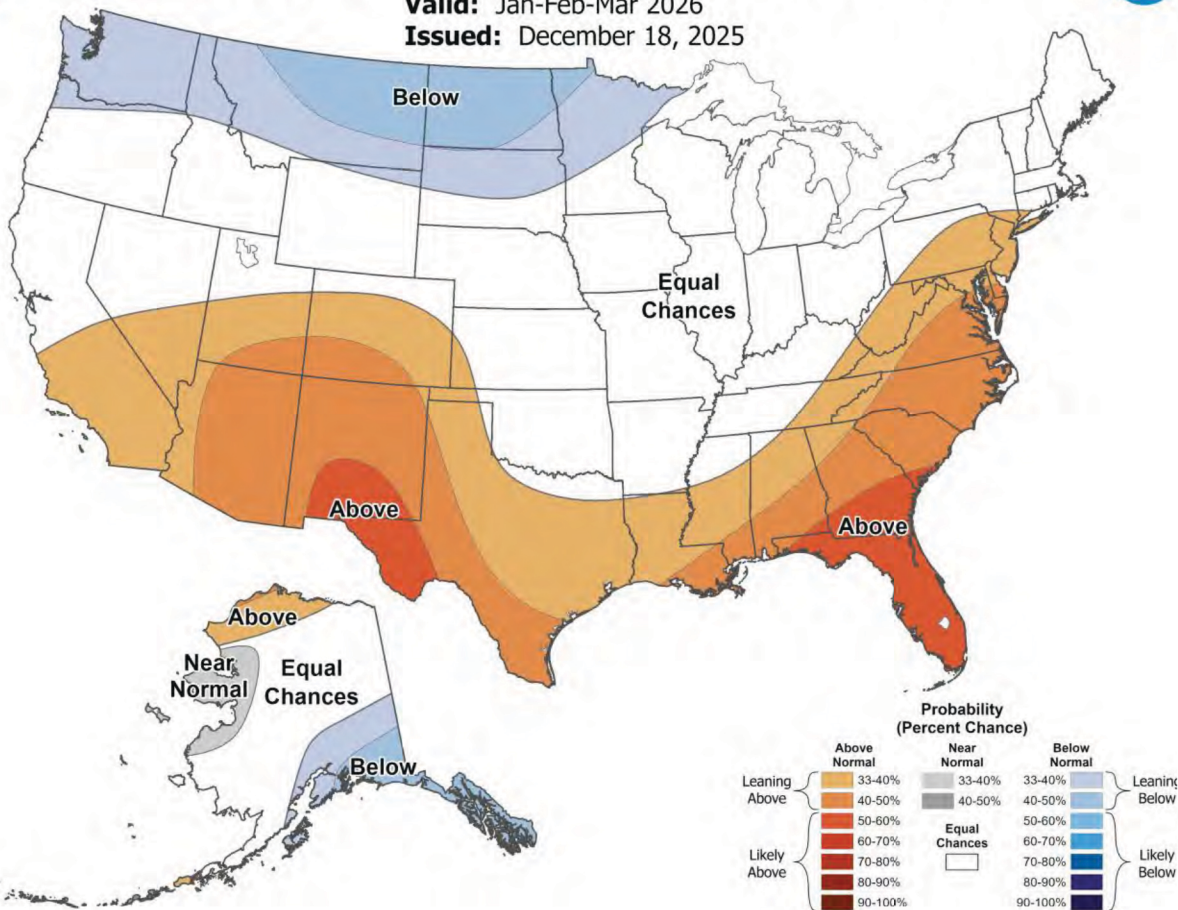 Valid: Jan-Feb-Mar 2026
Issued: December 18, 2025
Below
Equal
Chances
Above
Above
Above
Near
Normal
Equal
Chances
Below
Probability
(Percent Chance)
Above
Normal
Near
Normal
Below
Normal
Leaning
Above
33-40%
40-50%
33-40%
40-50%
33-40%
40-50%
Leaning
Below
Likely
Above
50-60%
60-70%
70-80%
80-90%
90-100%
Equal
Chances
50-60%
60-70%
70-80%
80-90%
90-100%
Likely
Below